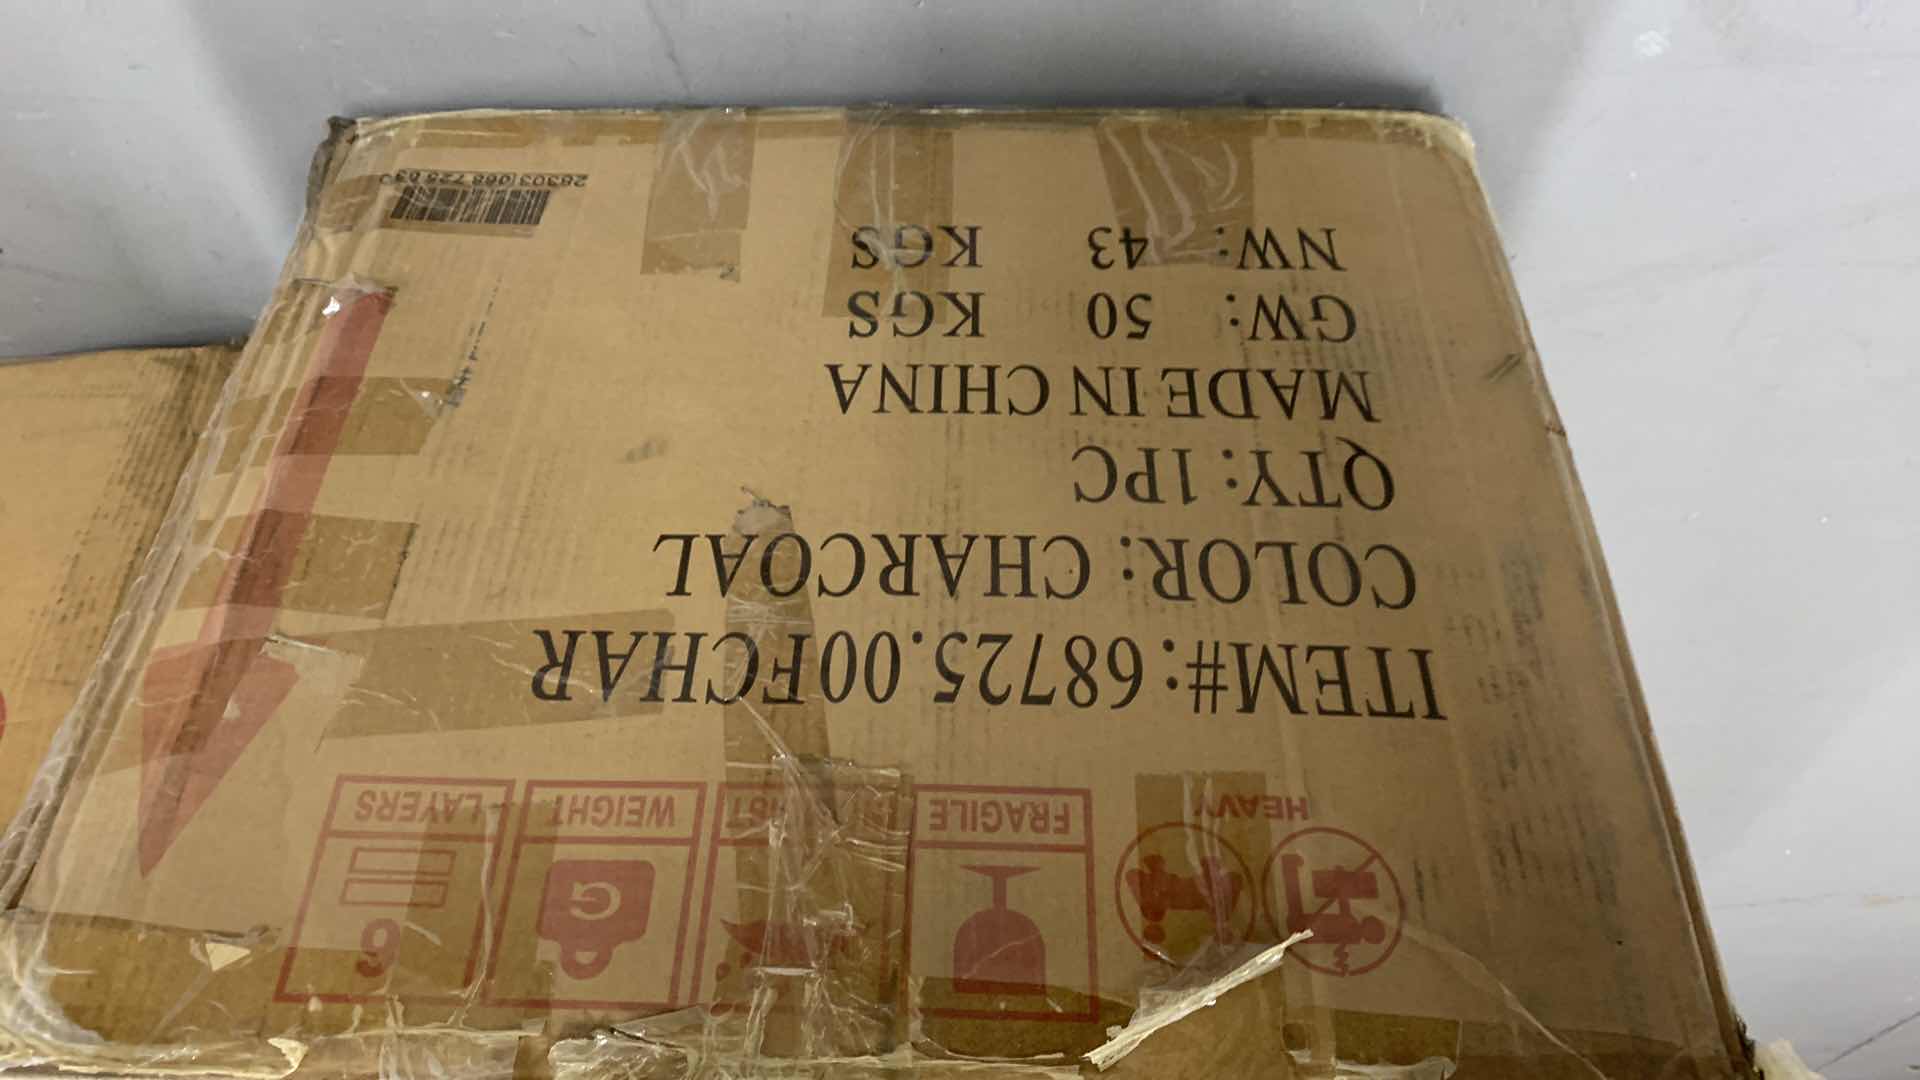 HEAVY
FRAGILE
WEIGHT
LAYERS
ITEM#: 68725.00FCHAR
COLOR: CHARCOAL
QTY: 1PC
MADE IN CHINA
GW: 50 KGS
NW: 43 KGS